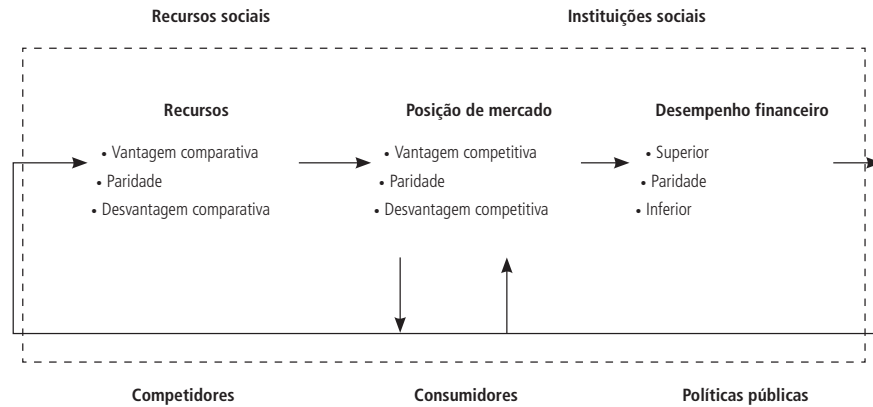 Recursos sociais
Instituições sociais
Recursos
• Vantagem comparativa
• Paridade
• Desvantagem comparativa
Posição de mercado
• Vantagem competitiva
• Paridade
• Desvantagem competitiva
Desempenho financeiro
• Superior
• Paridade
• Inferior
Competidores
Consumidores
Políticas públicas